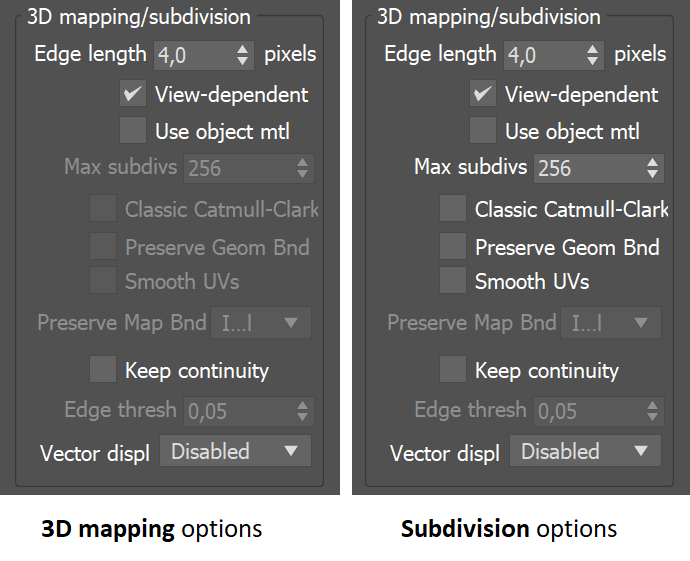 3D mapping/subdivision
Edge length 4,0 pixels
View-dependent
Use object mtl
Max subdivs 256
Classic Catmull-Clark
Preserve Geom Bnd
Smooth UVs
Preserve Map Bnd I...l
Keep continuity
Edge thresh 0,05
Vector displ Disabled
3D mapping options
3D mapping/subdivision
Edge length 4,0 pixels
View-dependent
Use object mtl
Max subdivs 256
Classic Catmull-Clark
Preserve Geom Bnd
Smooth UVs
Preserve Map Bnd I...l
Keep continuity
Edge thresh 0,05
Vector displ Disabled
Subdivision options